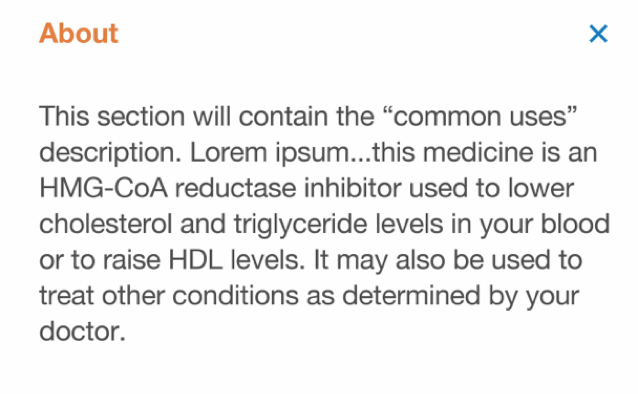 About
This section will contain the “common uses”
description. Lorem ipsum...this medicine is an
HMG-CoA reductase inhibitor used to lower
cholesterol and triglyceride levels in your blood
or to raise HDL levels. It may also be used to
treat other conditions as determined by your
doctor.